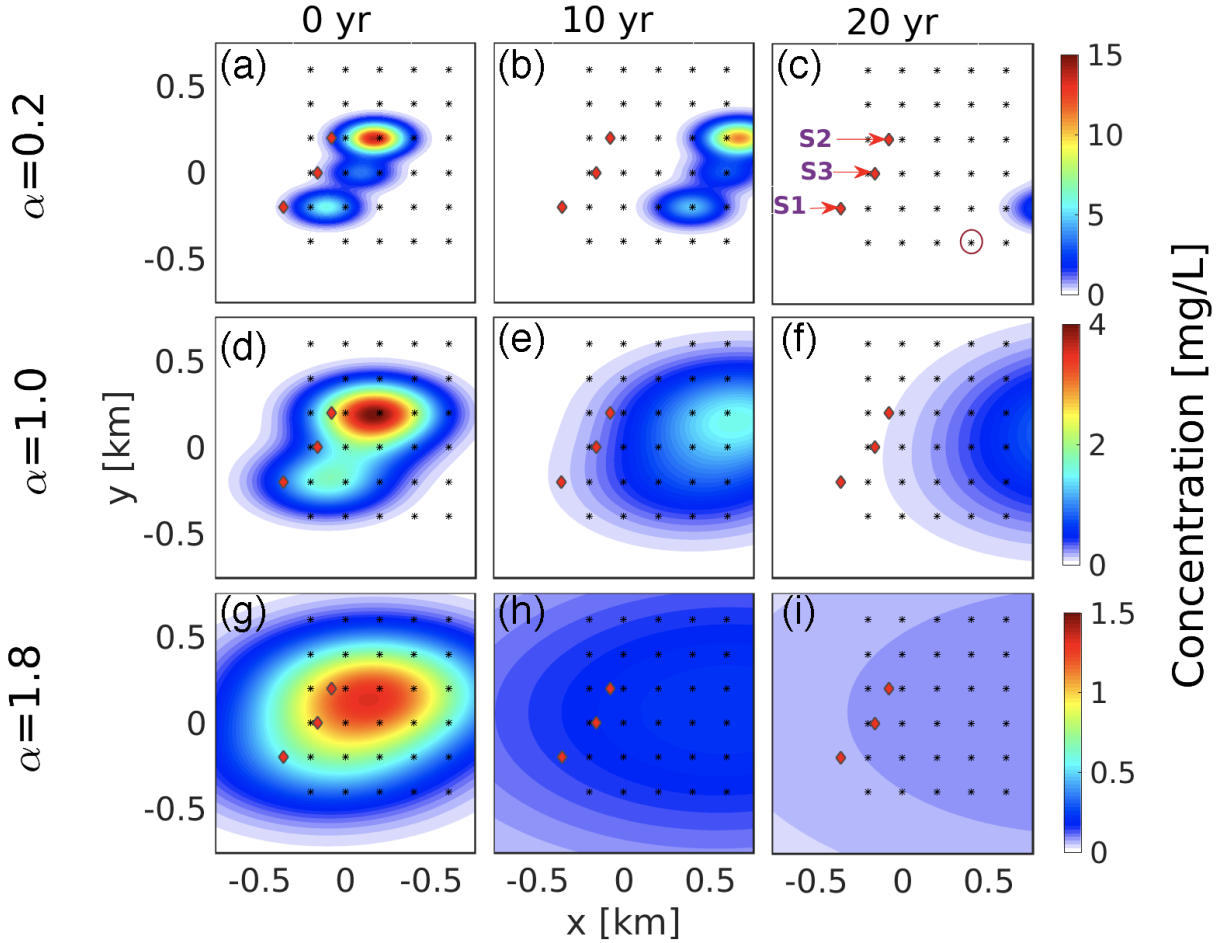 0 yr 10 yr 20 yr
(a) (b) (c) 15
0.5
α=0.2 S2 10
0 S3
S1 5
-0.5
0
(d) (e) (f) 4
0.5
α=1.0
y [km] 0 2
-0.5
0
Concentration [mg/L]
(g) (h) (i) 1.5
0.5
α=1.8 1
0
0.5
-0.5
0
-0.5 0 -0.5 -0.5 0 0.5 -0.5 0 0.5
x [km]